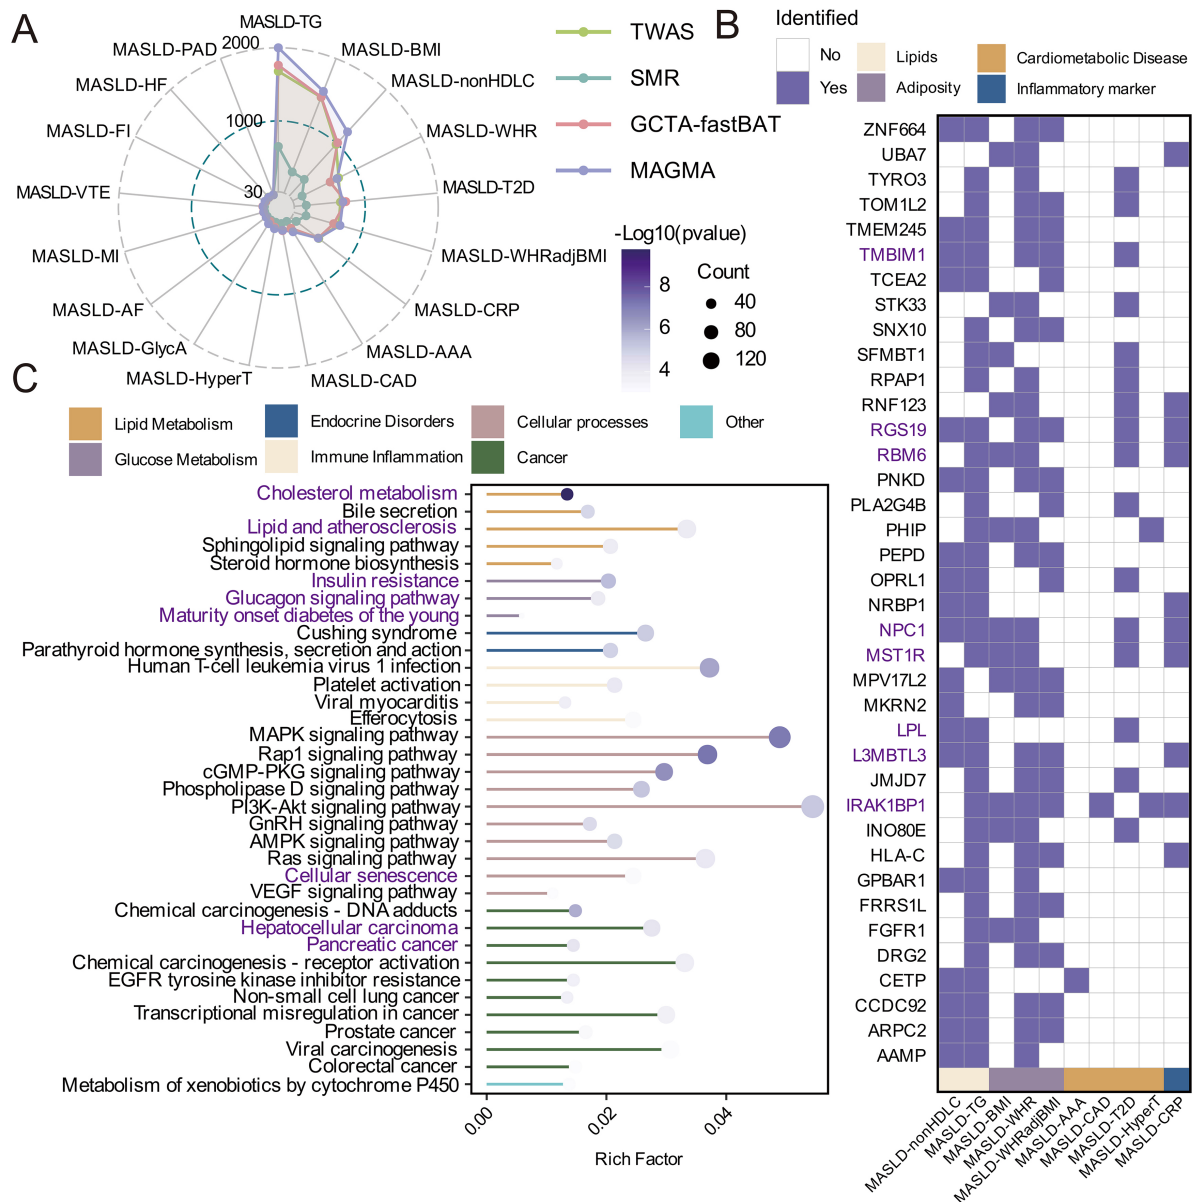 A
MASLD-TG
MASLD-BMI
MASLD-nonHDLC
MASLD-WHR
MASLD-T2D
MASLD-WHRadjBMI
MASLD-CRP
MASLD-AAA
MASLD-CAD
MASLD-HyperT
MASLD-GlycA
MASLD-AF
MASLD-MI
MASLD-VTE
MASLD-FI
MASLD-HF
MASLD-PAD
2000
1000
30
TWAS
SMR
GCTA-fastBAT
MAGMA
-Log10(pvalue)
8
6
4
Count
40
80
120
B
Identified
No
Yes
Lipids
Adiposity
Cardiometabolic Disease
Inflammatory marker
ZNF664
UBA7
TYRO3
TOM1L2
TMEM245
TMBIM1
TCEA2
STK33
SNX10
SFMBT1
RPAP1
RNF123
RGS19
RBM6
PNKD
PLA2G4B
PHIP
PEPD
OPRL1
NRBP1
NPC1
MST1R
MPV17L2
MKRN2
LPL
L3MBTL3
JMJD7
IRAK1BP1
INO80E
HLA-C
GPBAR1
FRRS1L
FGFR1
DRG2
CETP
CCDC92
ARPC2
AAMP
MASLD-nonHDLC
MASLD-TG
MASLD-BMI
MASLD-WHR
MASLD-WHRadjBMI
MASLD-AAA
MASLD-CAD
MASLD-T2D
MASLD-HyperT
MASLD-CRP
C
Lipid Metabolism
Glucose Metabolism
Endocrine Disorders
Immune Inflammation
Cellular processes
Cancer
Other
Cholesterol metabolism
Bile secretion
Lipid and atherosclerosis
Sphingolipid signaling pathway
Steroid hormone biosynthesis
Insulin resistance
Glucagon signaling pathway
Maturity onset diabetes of the young
Cushing syndrome
Parathyroid hormone synthesis, secretion and action
Human T-cell leukemia virus 1 infection
Platelet activation
Viral myocarditis
Efferocytosis
MAPK signaling pathway
Rap1 signaling pathway
cGMP-PKG signaling pathway
Phospholipase D signaling pathway
PI3K-Akt signaling pathway
GnRH signaling pathway
AMPK signaling pathway
Ras signaling pathway
Cellular senescence
VEGF signaling pathway
Chemical carcinogenesis - DNA adducts
Hepatocellular carcinoma
Pancreatic cancer
Chemical carcinogenesis - receptor activation
EGFR tyrosine kinase inhibitor resistance
Non-small cell lung cancer
Transcriptional misregulation in cancer
Prostate cancer
Viral carcinogenesis
Colorectal cancer
Metabolism of xenobiotics by cytochrome P450
0.00
0.02
0.04
Rich Factor